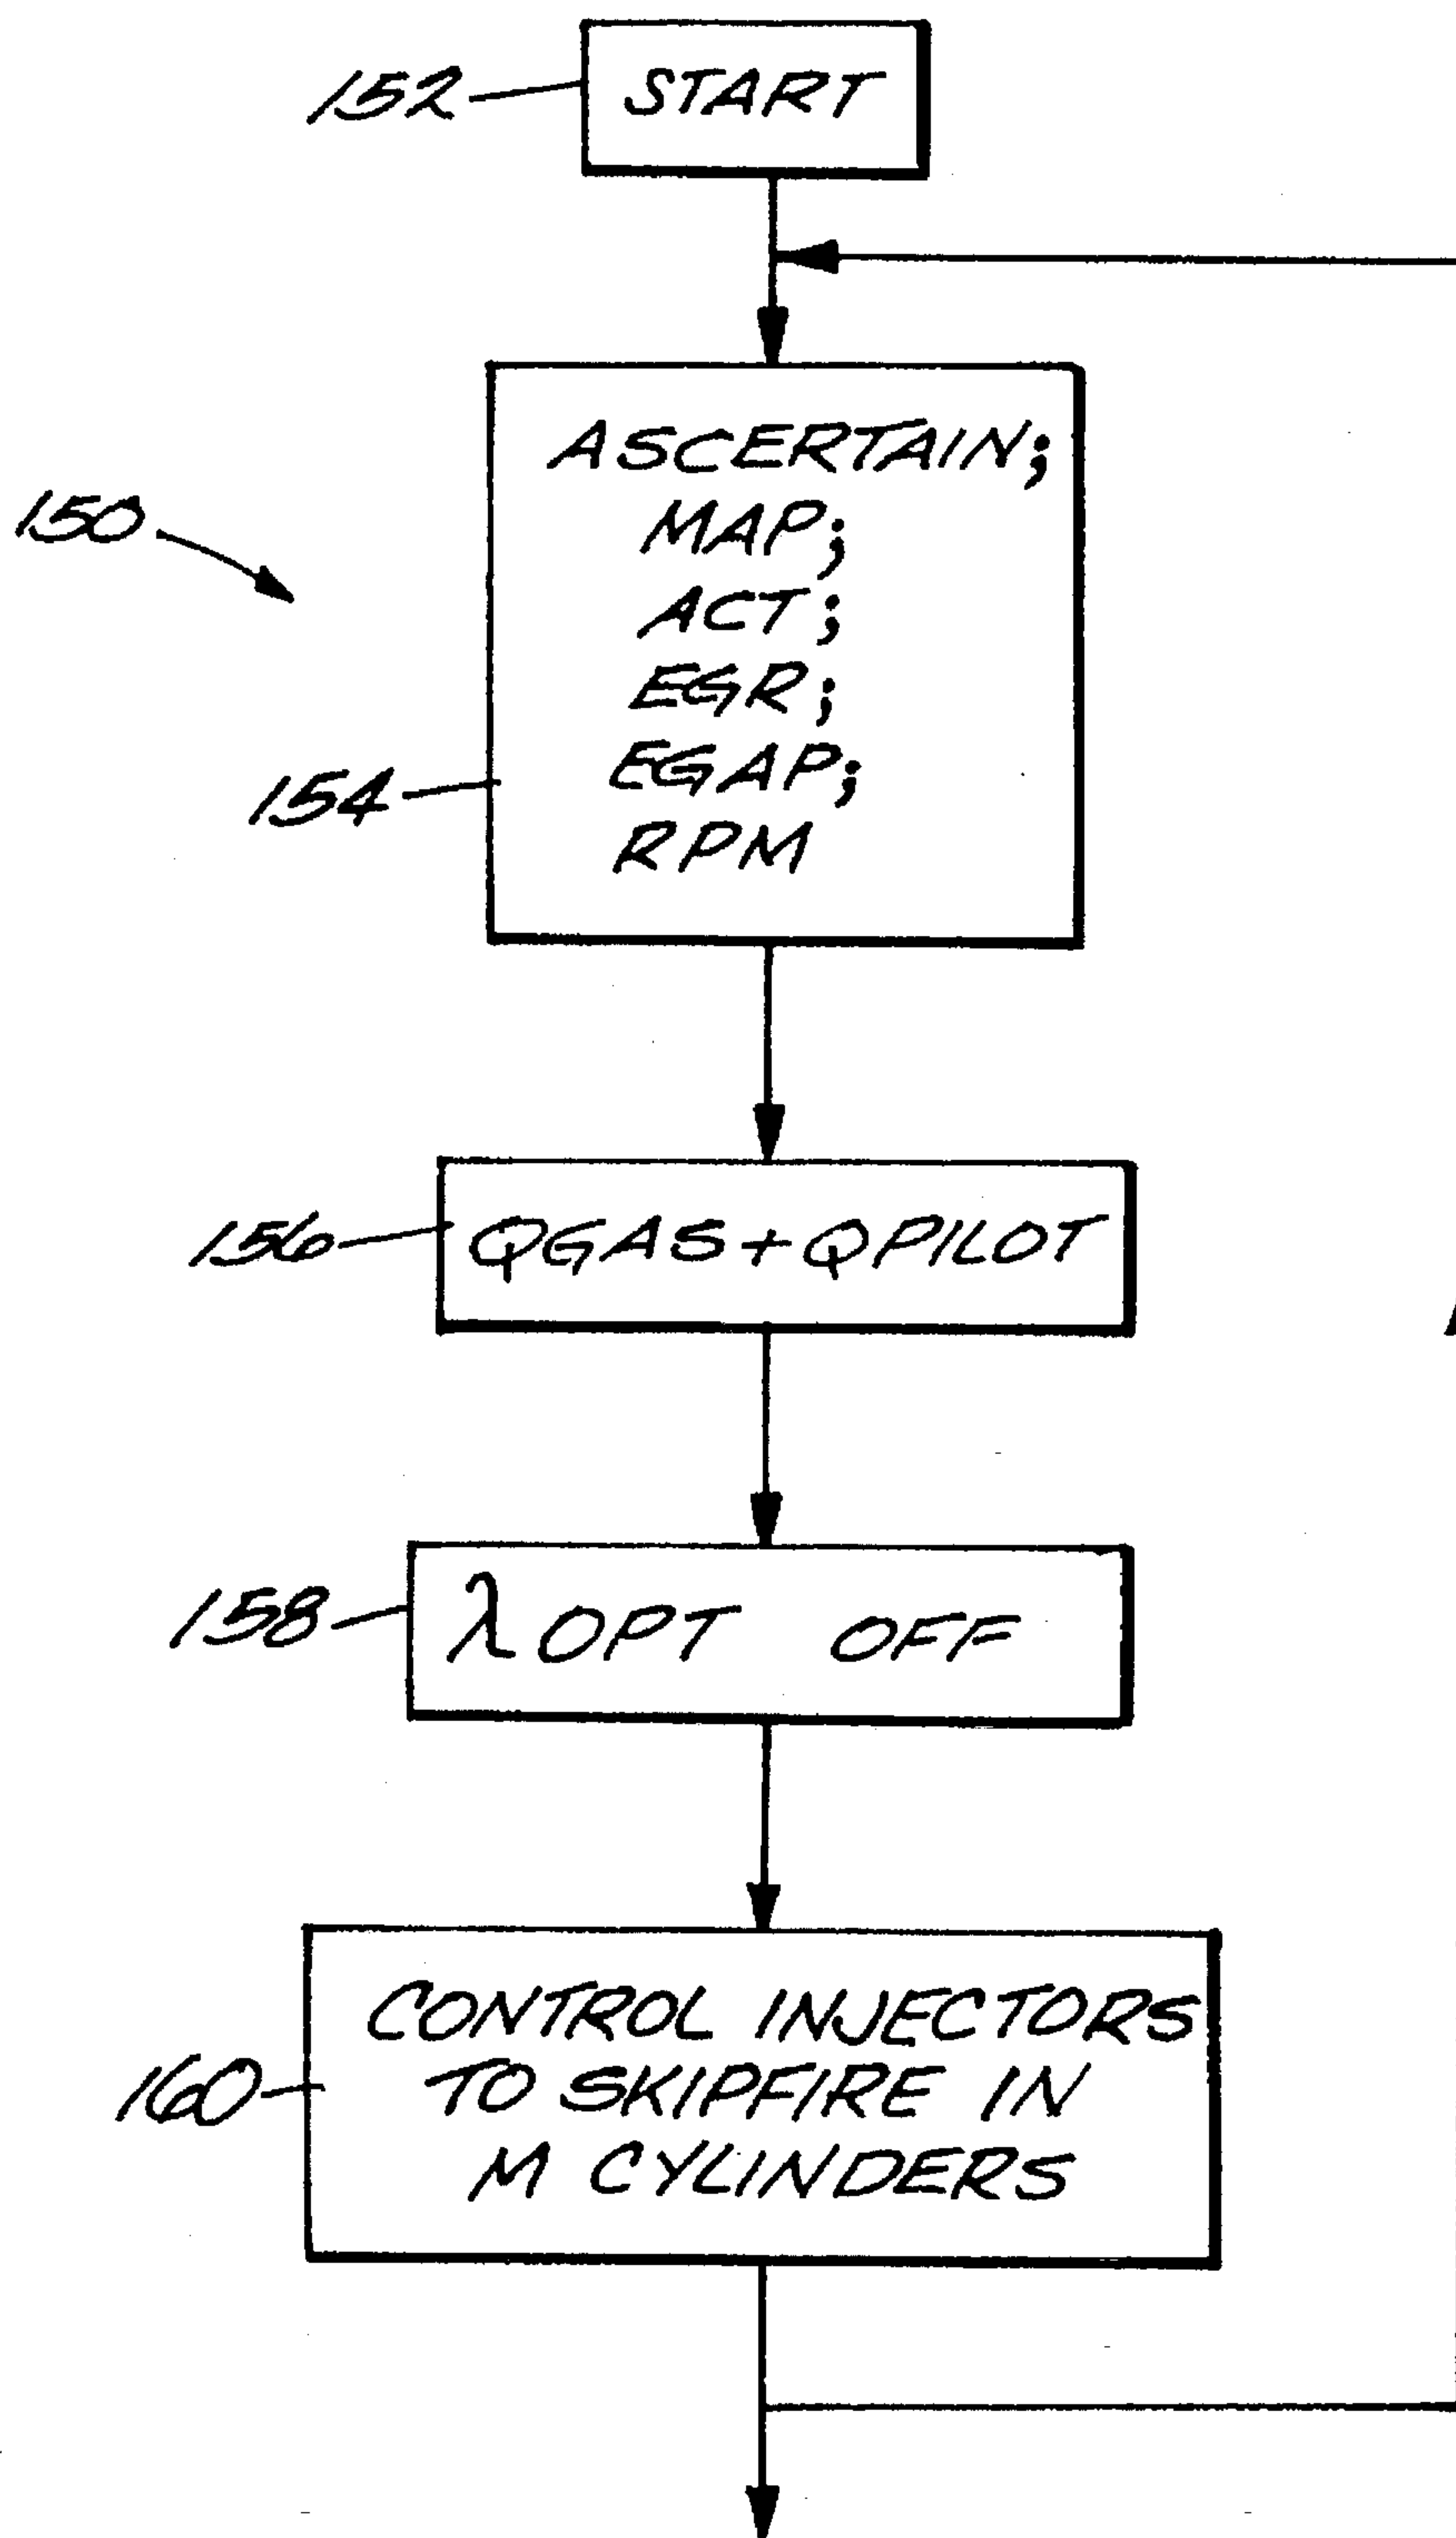 152
START
150
ASCERTAIN;
MAP;
ACT;
EGR;
EGAP;
RPM
154
156
QGAS + QPILOT
158
λ OPT OFF
160
CONTROL INJECTORS
TO SKIPFIRE IN
M CYLINDERS